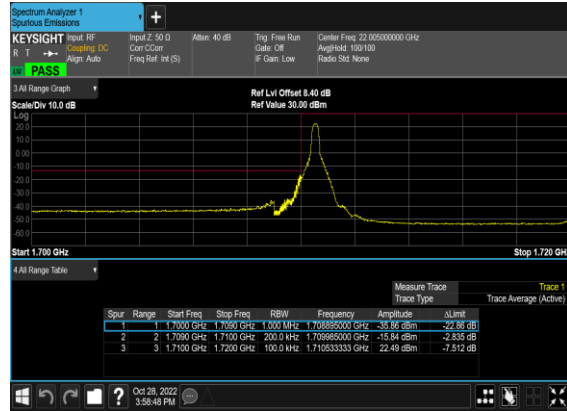 Spectrum Analyzer 1
Spurious Emissions
KEYSIGHT Input: RF Input Z: 50 Ω Atten: 40 dB Trig: Free Run Center Freq: 22.005000000 GHz
R T Coupling: DC Corr CCorr Gate: Off Avg|Hold: 100/100
Align: Auto Freq Ref: Int (S) IF Gain: Low Radio Std: None
PASS
3 All Range Graph
Ref Lvl Offset 8.40 dB
Scale/Div 10.0 dB Ref Value 30.00 dBm
Log
20.0
10.0
0.00
-10.0
-20.0
-30.0
-40.0
-50.0
-60.0
Start 1.700 GHz Stop 1.720 GH
4 All Range Table
Measure Trace Trace 1
Trace Type Trace Average (Active)
Spur Range Start Freq Stop Freq RBW Frequency Amplitude ΔLimit
1 1 1.7000 GHz 1.7090 GHz 1.000 MHz 1.708895000 GHz -35.86 dBm -22.86 dB
2 2 1.7090 GHz 1.7100 GHz 200.0 kHz 1.709985000 GHz -15.84 dBm -2.835 dB
3 3 1.7100 GHz 1.7200 GHz 100.0 kHz 1.710533333 GHz 22.49 dBm -7.512 dB
? Oct 28, 2022
3:58:48 PM